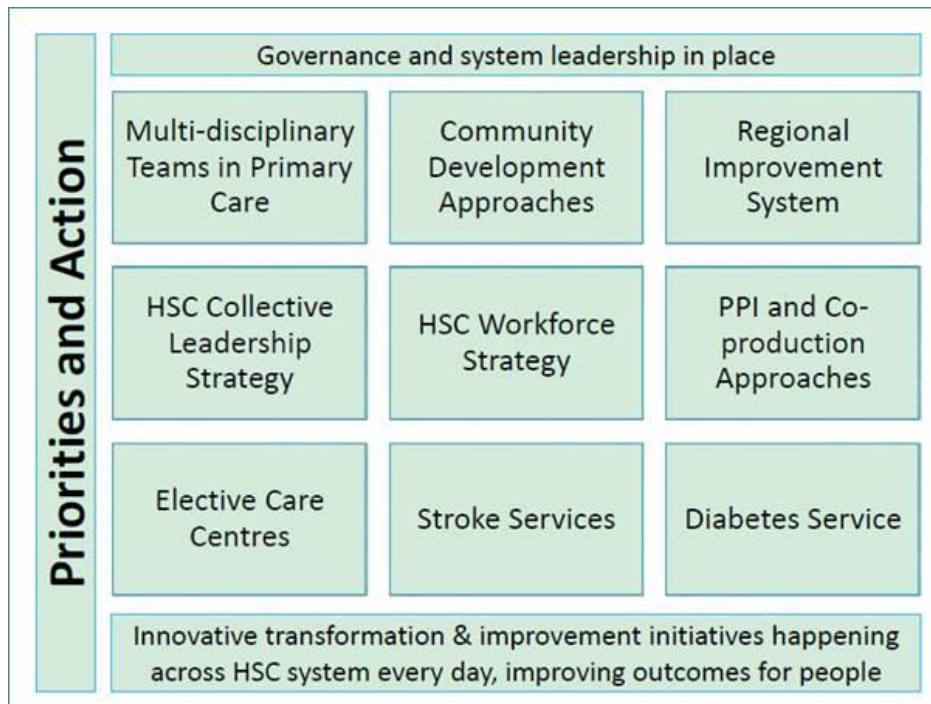 Priorities and Action
Governance and system leadership in place
Multi-disciplinary
Teams in Primary
Care
Community
Development
Approaches
Regional
Improvement
System
HSC Collective
Leadership
Strategy
HSC Workforce
Strategy
PPI and Co-
production
Approaches
Elective Care
Centres
Stroke Services
Diabetes Service
Innovative transformation & improvement initiatives happening
across HSC system every day, improving outcomes for people